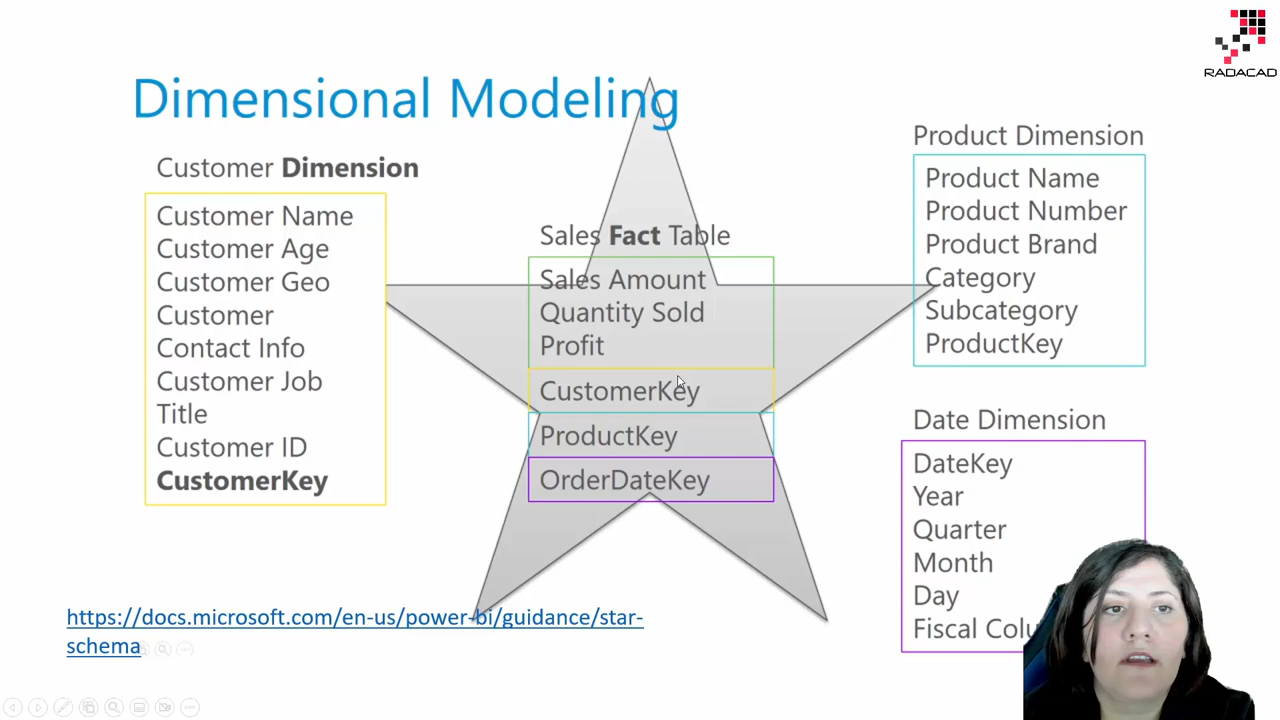 RADACAD
Dimensional Modeling
Customer Dimension
Customer Name
Customer Age
Customer Geo
Customer
Contact Info
Customer Job
Title
Customer ID
CustomerKey
Sales Fact Table
Sales Amount
Quantity Sold
Profit
CustomerKey
ProductKey
OrderDateKey
Product Dimension
Product Name
Product Number
Product Brand
Category
Subcategory
ProductKey
Date Dimension
DateKey
Year
Quarter
Month
Day
Fiscal
https://docs.microsoft.com/en-us/power-bi/guidance/star-
schema